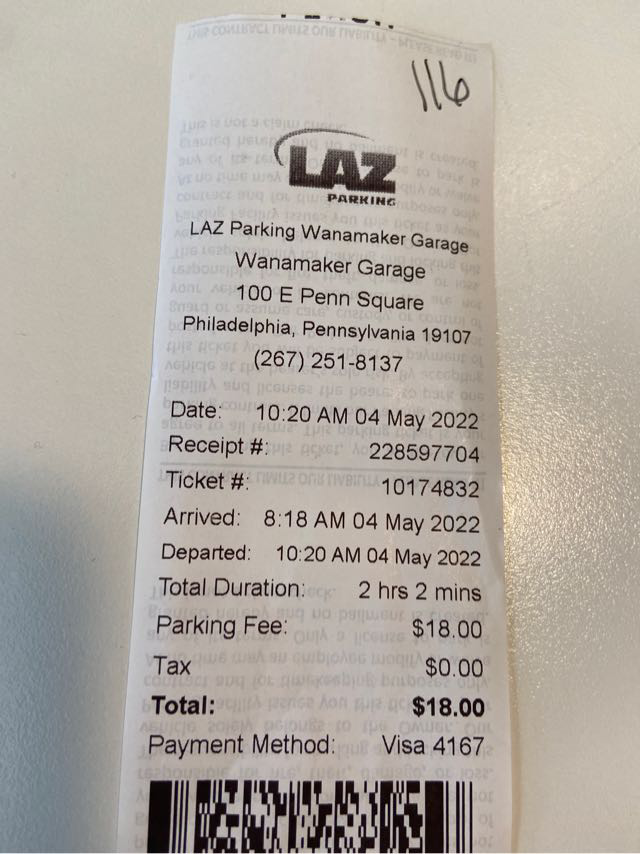 116
LAZ
PARKING
LAZ Parking Wanamaker Garage
Wanamaker Garage
100 E Penn Square
Philadelphia, Pennsylvania 19107
(267) 251-8137
Date: 10:20 AM 04 May 2022
Receipt #: 228597704
Ticket #: 10174832
Arrived: 8:18 AM 04 May 2022
Departed: 10:20 AM 04 May 2022
Total Duration: 2 hrs 2 mins
Parking Fee: $18.00
Tax $0.00
Total: $18.00
Payment Method: Visa 4167